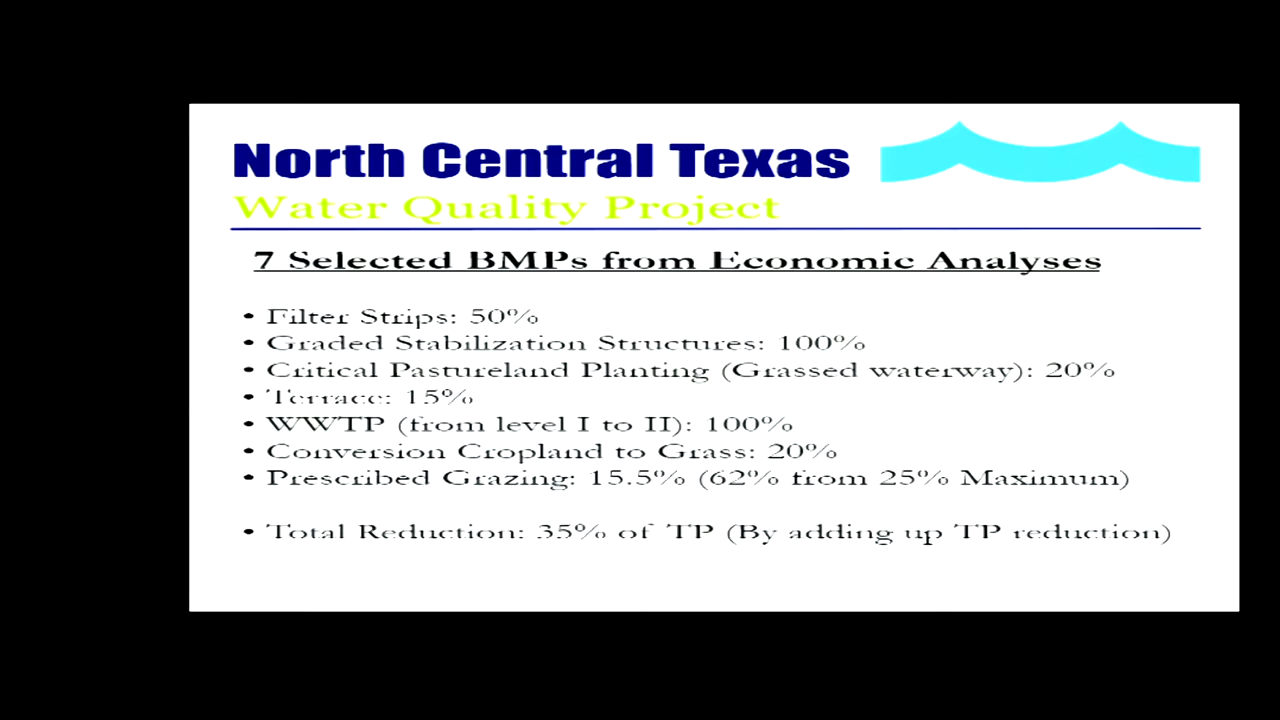 North Central Texas
Water Quality Project
7 Selected BMPs from Economic Analyses
• Filter Strips: 50%
• Graded Stabilization Structures: 100%
• Critical Pastureland Planting (Grassed waterway): 20%
• Terrace: 15%
• WWTP (from level I to II): 100%
• Conversion Cropland to Grass: 20%
• Prescribed Grazing: 15.5% (62% from 25% Maximum)
• Total Reduction: 35% of TP (By adding up TP reduction)